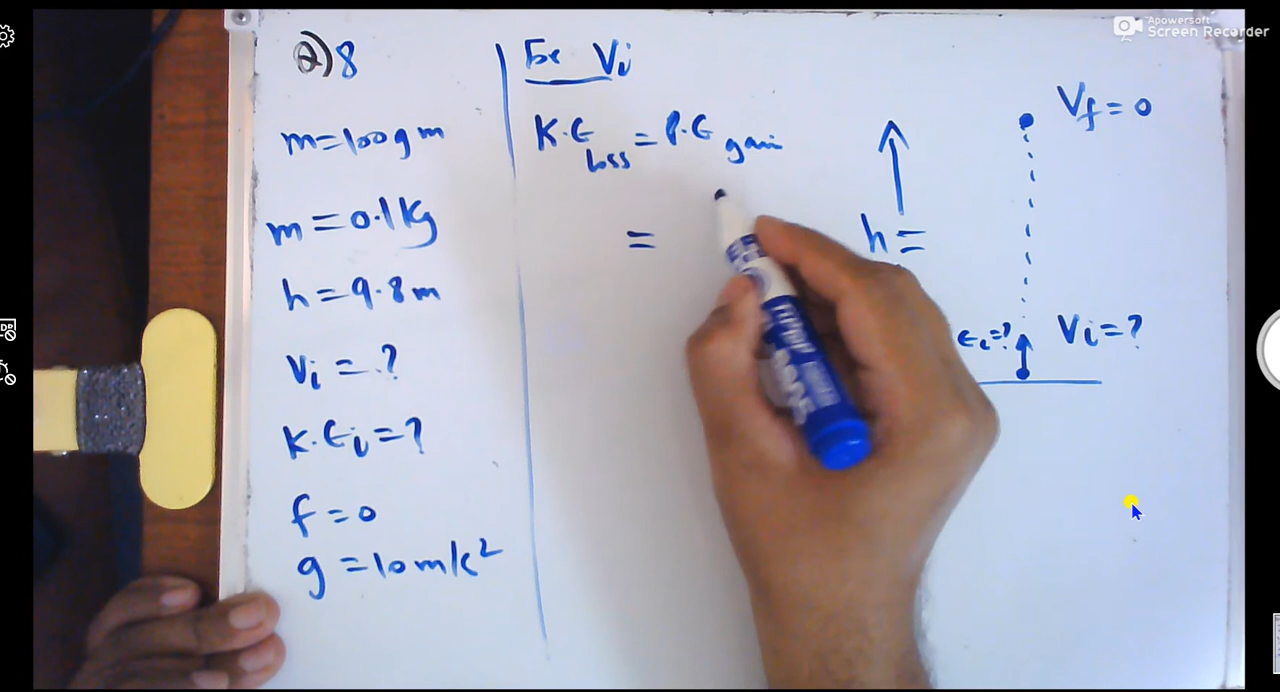 Q)8
m=100gm
m=0.1kg
h=9.8m
Vi=?
K.Ei=?
f=0
g=10m/s²
For Vi
K.E loss = P.E gain
=
Vf=0
h=
Ei=?
Vi=?
Apowersoft
Screen Recorder